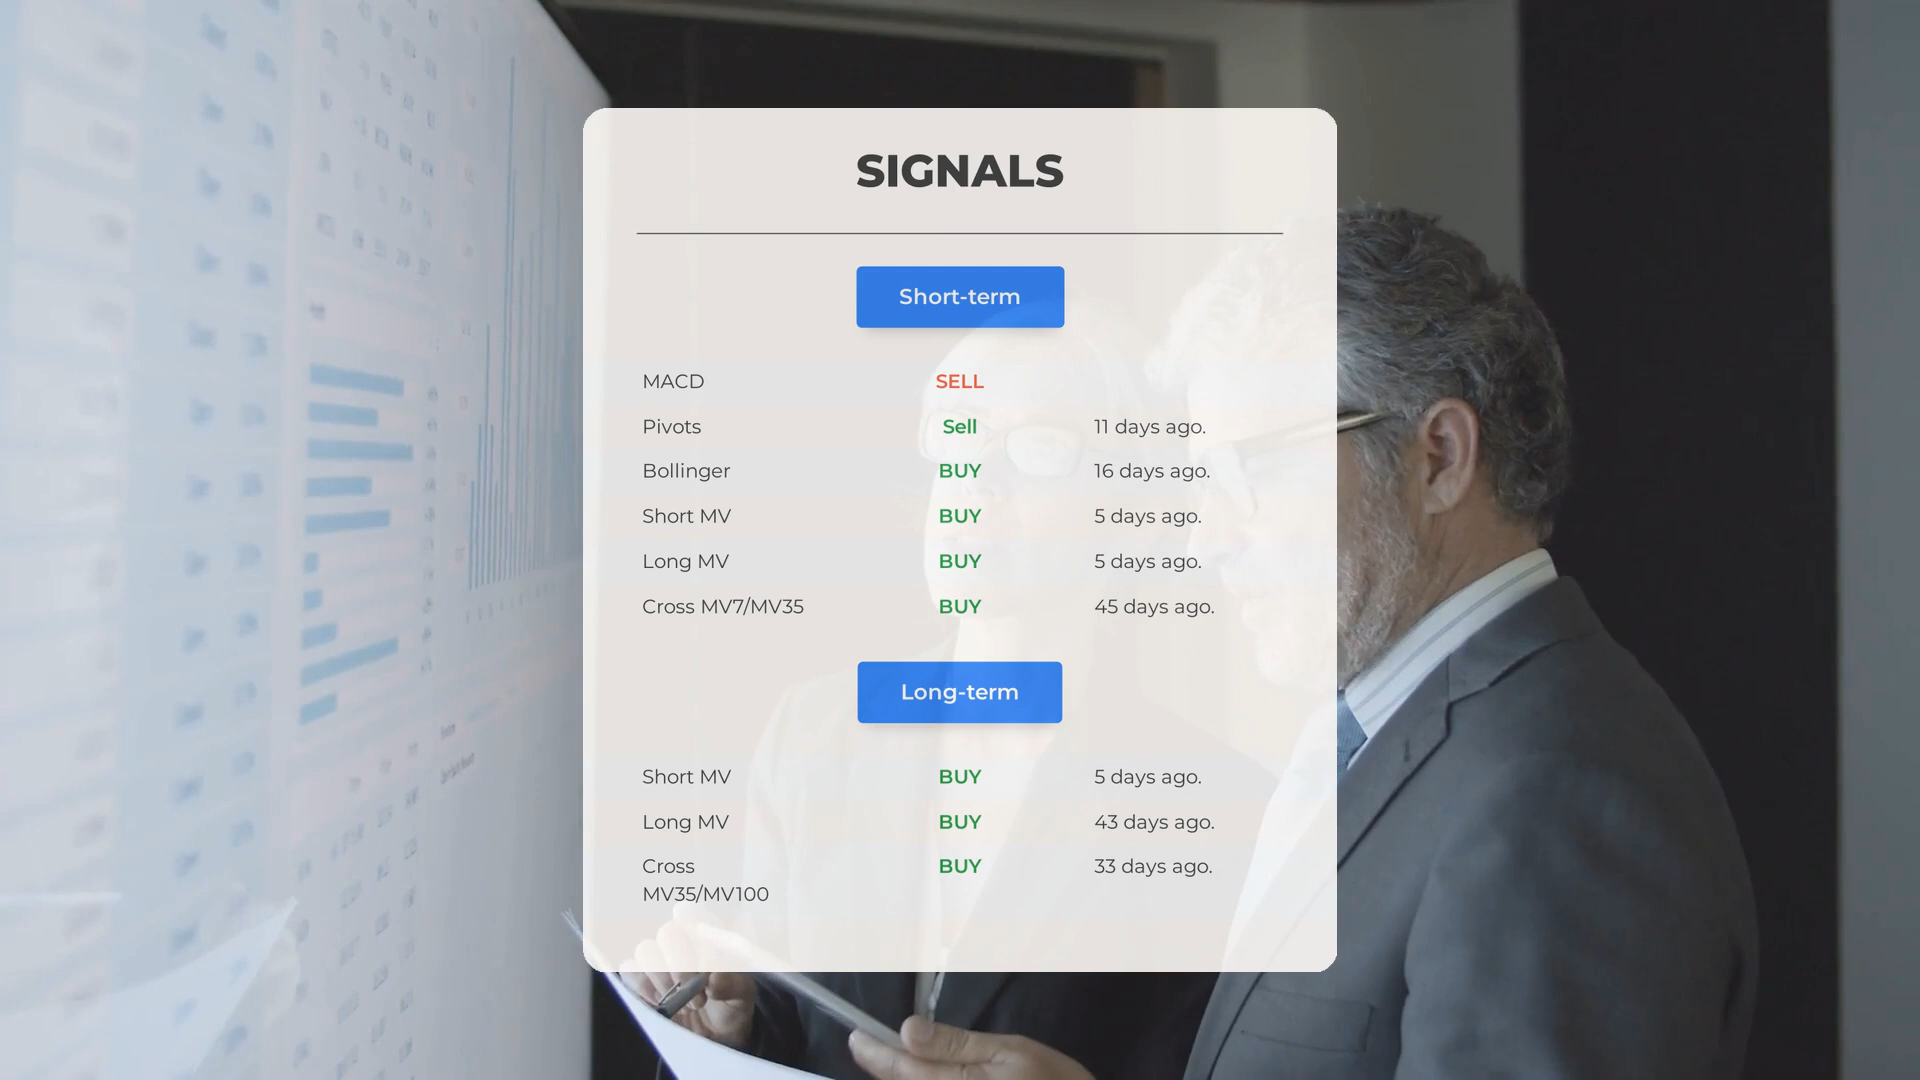 SIGNALS
Short-term
MACD SELL
Pivots Sell 11 days ago.
Bollinger BUY 16 days ago.
Short MV BUY 5 days ago.
Long MV BUY 5 days ago.
Cross MV7/MV35 BUY 45 days ago.
Long-term
Short MV BUY 5 days ago.
Long MV BUY 43 days ago.
Cross BUY 33 days ago.
MV35/MV100